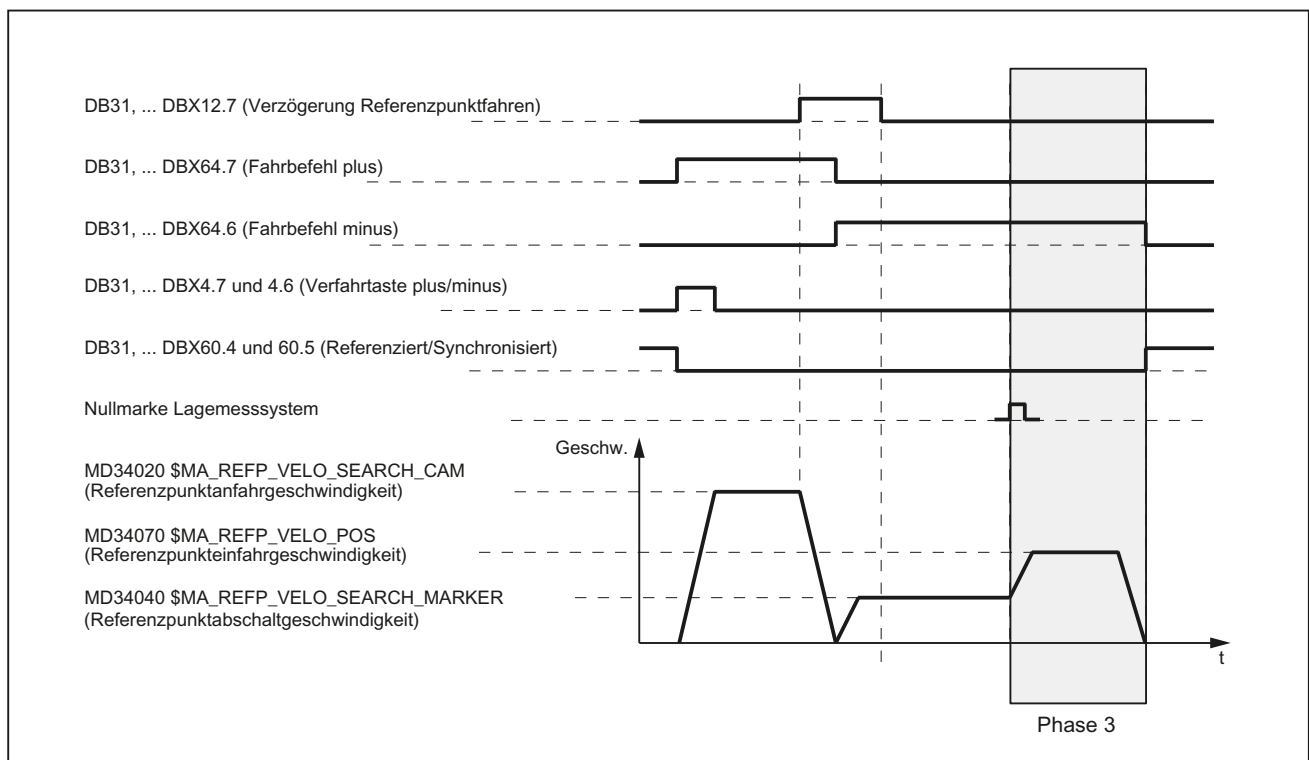 DB31, ... DBX12.7 (Verzögerung Referenzpunktfahren)
DB31, ... DBX64.7 (Fahrbefehl plus)
DB31, ... DBX64.6 (Fahrbefehl minus)
DB31, ... DBX4.7 und 4.6 (Verfahrtaste plus/minus)
DB31, ... DBX60.4 und 60.5 (Referenziert/Synchronisiert)
Nullmarke Lagemesssystem
Geschw.
MD34020 $MA_REFP_VELO_SEARCH_CAM
(Referenzpunktanfahrgeschwindigkeit)
MD34070 $MA_REFP_VELO_POS
(Referenzpunkteinfahrgeschwindigkeit)
MD34040 $MA_REFP_VELO_SEARCH_MARKER
(Referenzpunktabschaltgeschwindigkeit)
t
Phase 3